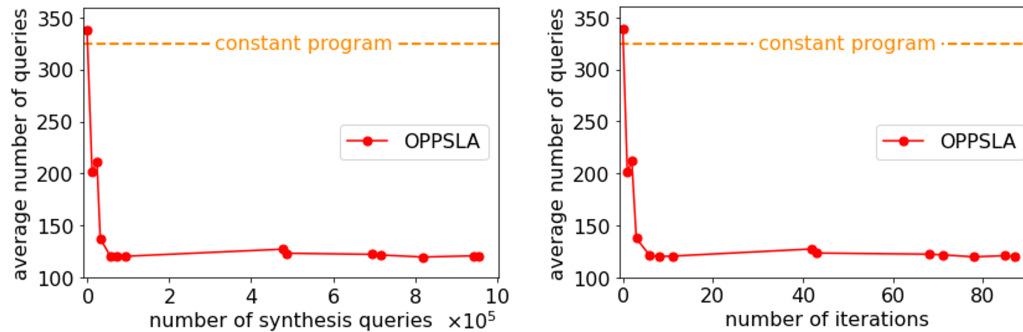 350
300
250
200
150
100
average number of queries
constant program
OPPSLA
0 2 4 6 8 10
number of synthesis queries ×10⁵
350
300
250
200
150
100
average number of queries
constant program
OPPSLA
0 20 40 60 80
number of iterations